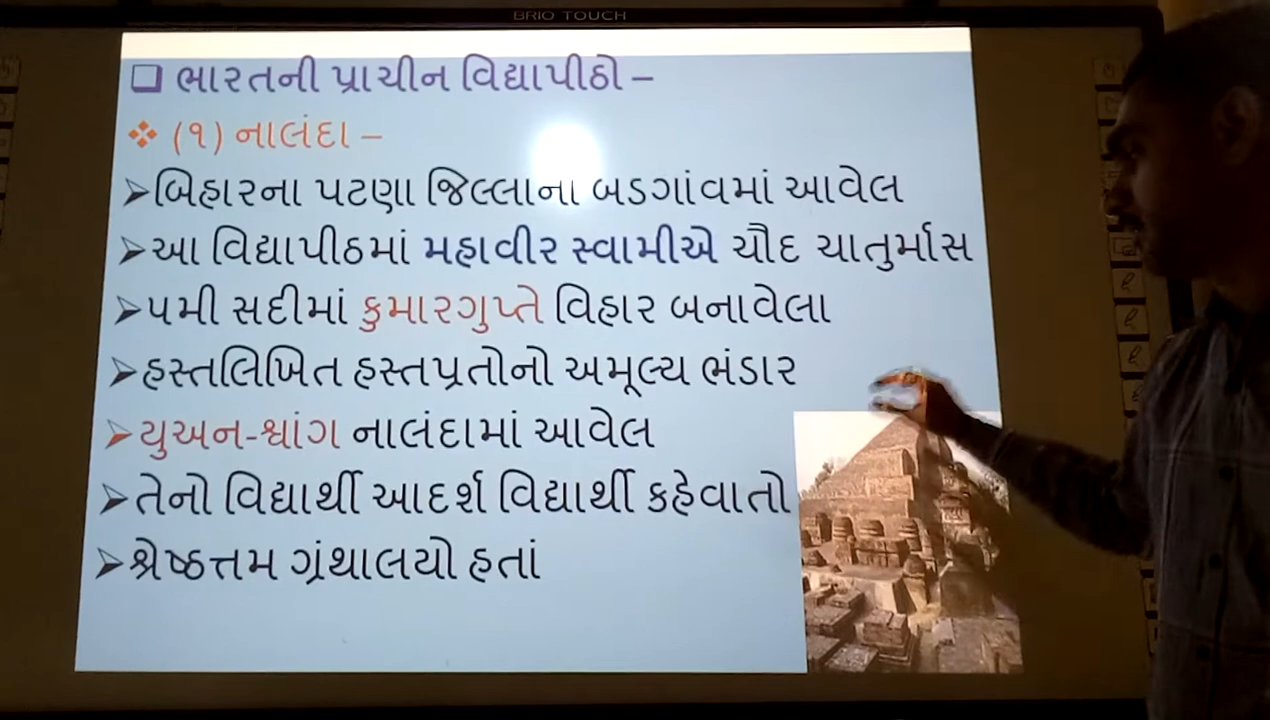 BRIO TOUCH
ભારતની પ્રાચીન વિદ્યાપીઠો –
(૧) નાલંદા –
બિહારના પટણા જિલ્લાના બડગાંવમાં આવેલ
આ વિદ્યાપીઠમાં મહાવીર સ્વામીએ ચૌદ ચાતુર્માસ
૫મી સદીમાં કુમારગુપ્તે વિહાર બનાવેલા
હસ્તલિખિત હસ્તપ્રતોનો અમૂલ્ય ભંડાર
યુઅન-શ્વાંગ નાલંદામાં આવેલ
તેનો વિદ્યાર્થી આદર્શ વિદ્યાર્થી કહેવાતો
શ્રેષ્ઠત્તમ ગ્રંથાલયો હતાં